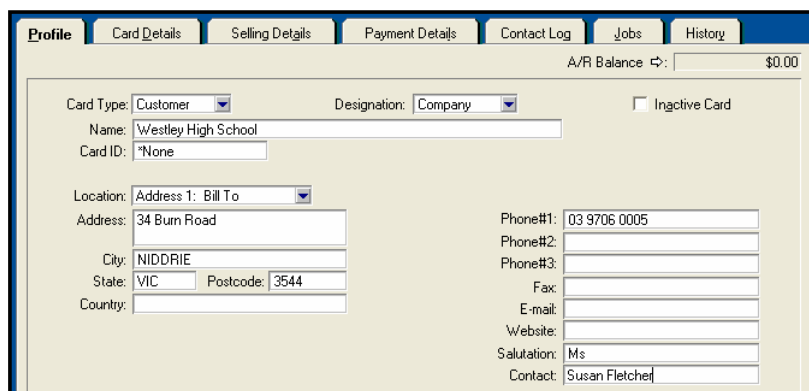 Profile Card Details Selling Details Payment Details Contact Log Jobs History
A/R Balance ➪: $0.00
Card Type: Customer Designation: Company Inactive Card
Name: Westley High School
Card ID: *None
Location: Address 1: Bill To
Address: 34 Burn Road Phone#1: 03 9706 0005
Phone#2:
City: NIDDRIE Phone#3:
State: VIC Postcode: 3544 Fax:
Country: E-mail:
Website:
Salutation: Ms
Contact: Susan Fletcher